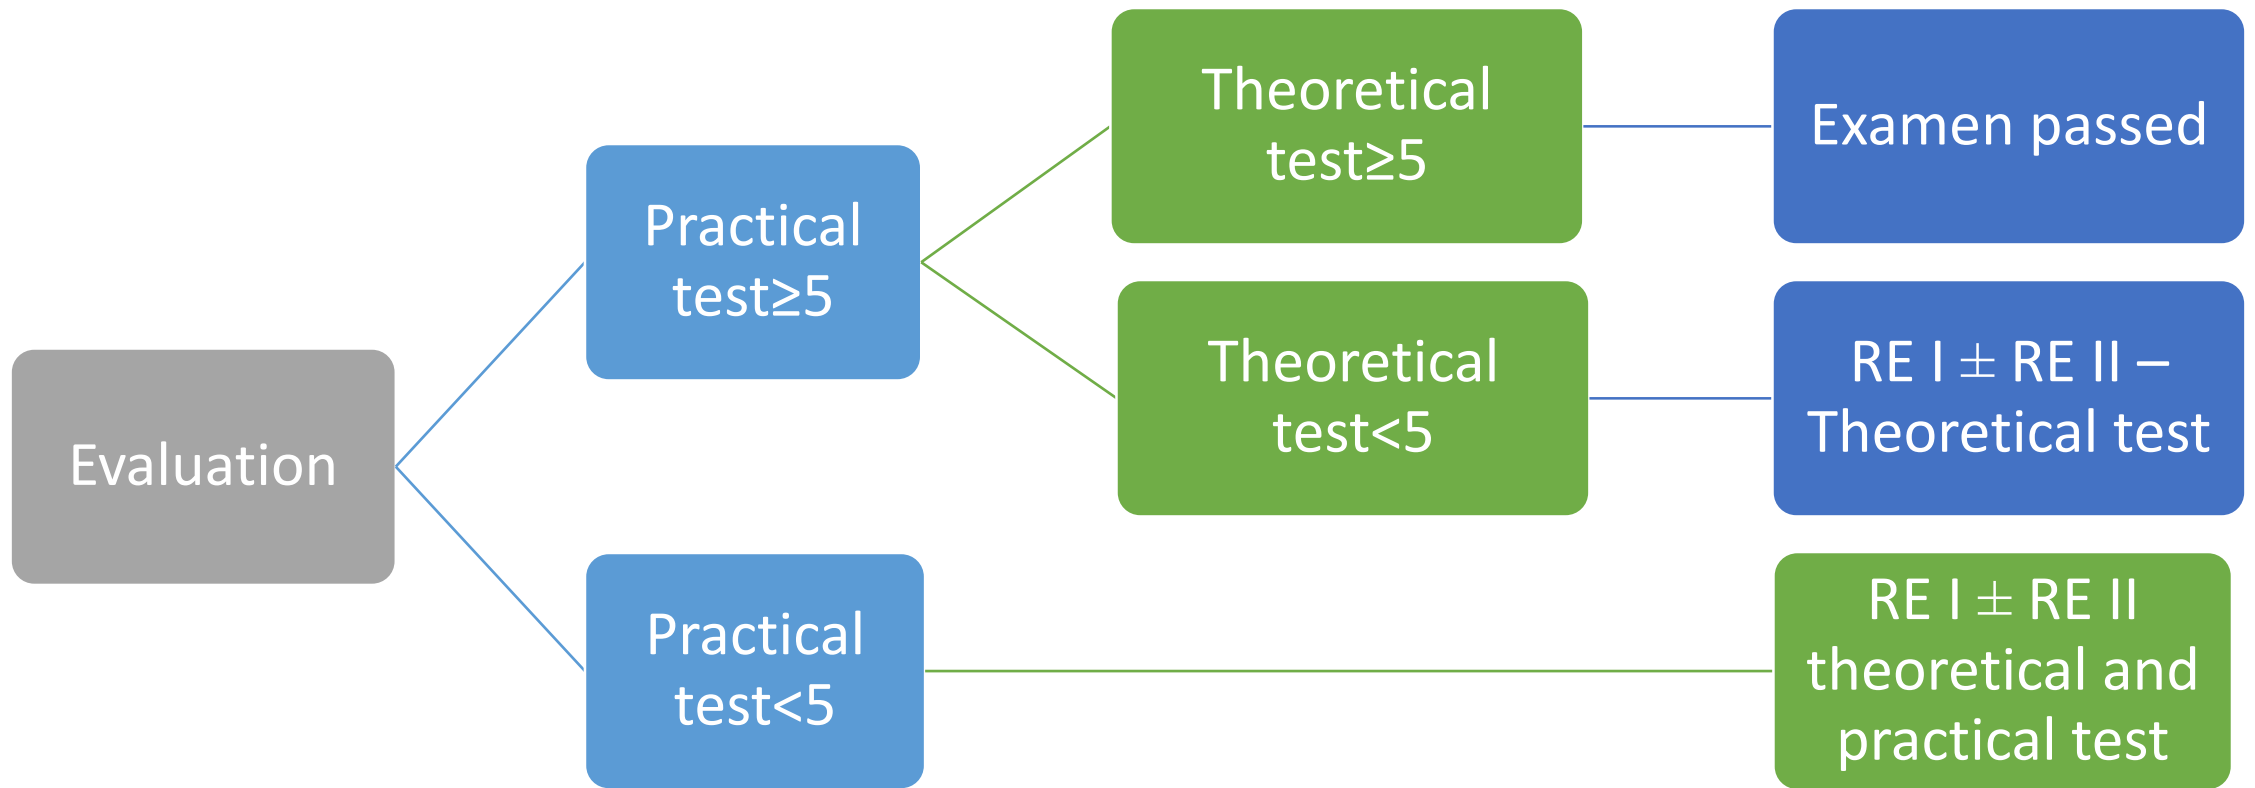 Evaluation
Practical
test≥5
Theoretical
test≥5
Examen passed
Theoretical
test<5
RE I ± RE II –
Theoretical test
Practical
test<5
RE I ± RE II
theoretical and
practical test